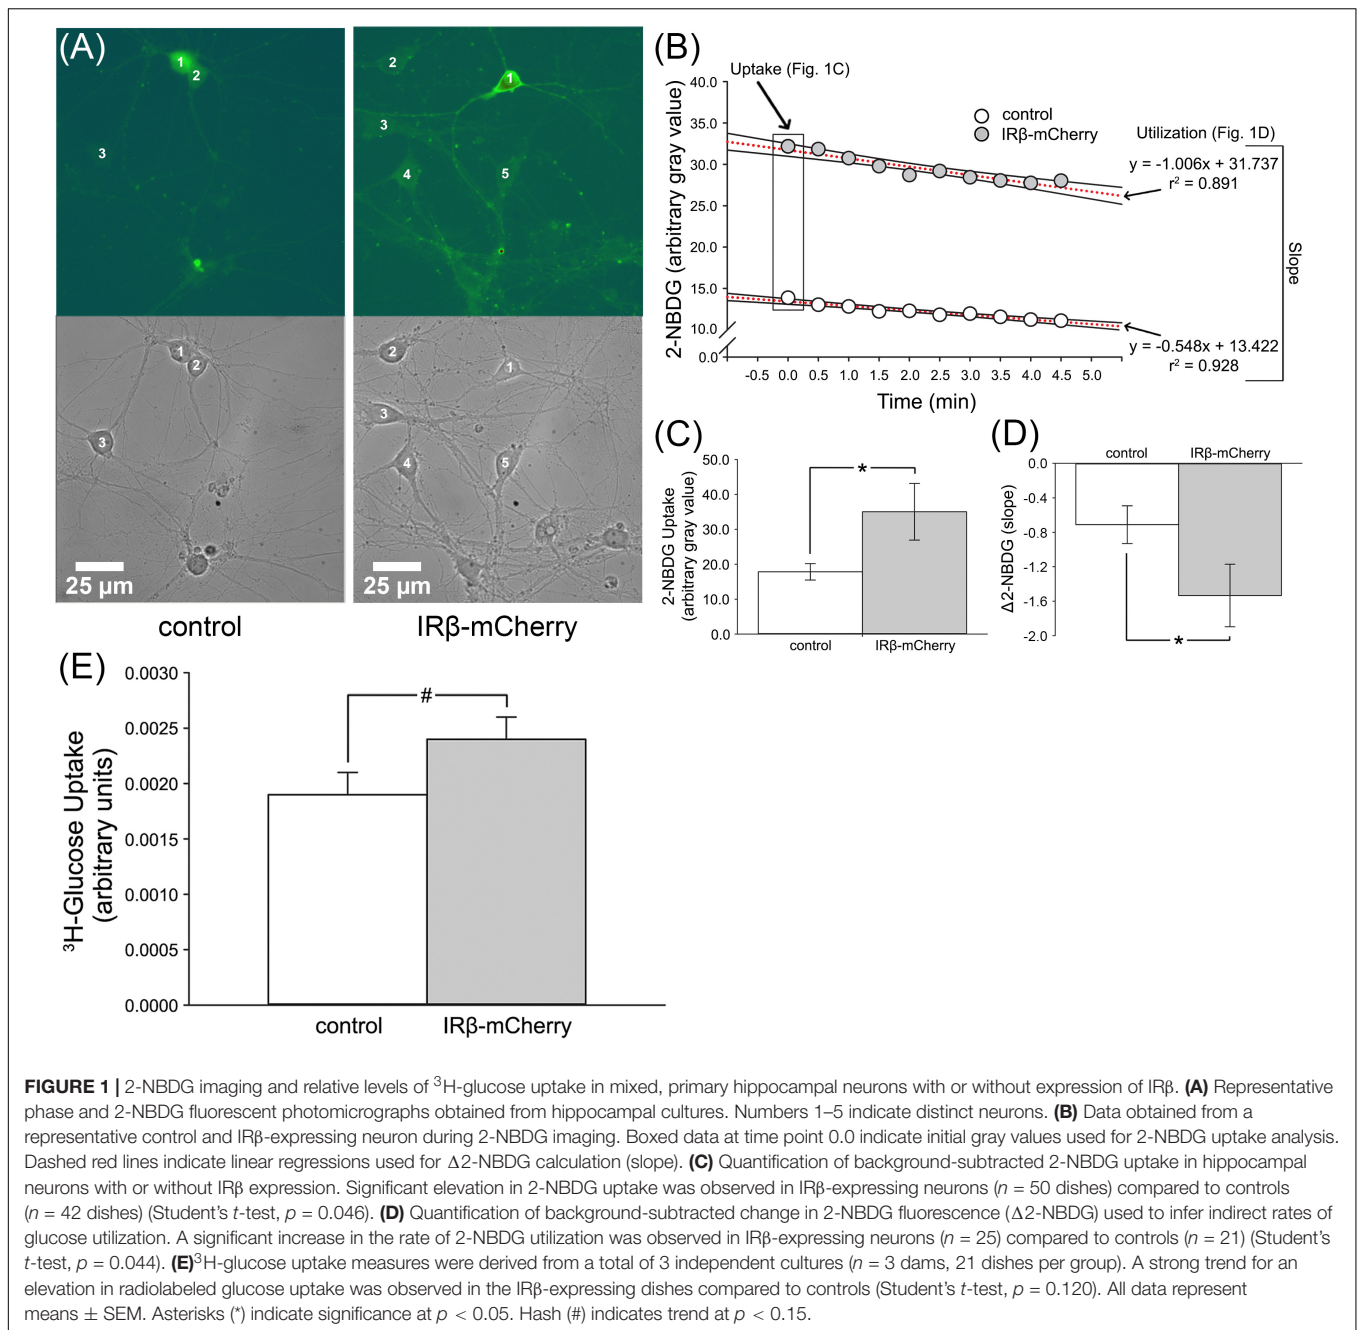 (A)
1
2
3
2
1
3
4
5
1
2
3
25 µm
2
1
3
4
5
25 µm
control
IRβ-mCherry
(B)
Uptake (Fig. 1C)
control
IRβ-mCherry
Utilization (Fig. 1D)
y = -1.006x + 31.737
r² = 0.891
y = -0.548x + 13.422
r² = 0.928
Slope
2-NBDG (arbitrary gray value)
40.0
35.0
30.0
25.0
20.0
15.0
10.0
0.0
-0.5 0.0 0.5 1.0 1.5 2.0 2.5 3.0 3.5 4.0 4.5 5.0
Time (min)
(C)
2-NBDG Uptake
(arbitrary gray value)
50.0
40.0
30.0
20.0
10.0
0.0
*
control IRβ-mCherry
(D)
control IRβ-mCherry
Δ2-NBDG (slope)
0.0
-0.4
-0.8
-1.2
-1.6
-2.0
*
(E)
³H-Glucose Uptake
(arbitrary units)
0.0030
0.0025
0.0020
0.0015
0.0010
0.0005
0.0000
#
control IRβ-mCherry
FIGURE 1 | 2-NBDG imaging and relative levels of ³H-glucose uptake in mixed, primary hippocampal neurons with or without expression of IRβ. (A) Representative
phase and 2-NBDG fluorescent photomicrographs obtained from hippocampal cultures. Numbers 1–5 indicate distinct neurons. (B) Data obtained from a
representative control and IRβ-expressing neuron during 2-NBDG imaging. Boxed data at time point 0.0 indicate initial gray values used for 2-NBDG uptake analysis.
Dashed red lines indicate linear regressions used for Δ2-NBDG calculation (slope). (C) Quantification of background-subtracted 2-NBDG uptake in hippocampal
neurons with or without IRβ expression. Significant elevation in 2-NBDG uptake was observed in IRβ-expressing neurons (n = 50 dishes) compared to controls
(n = 42 dishes) (Student's t-test, p = 0.046). (D) Quantification of background-subtracted change in 2-NBDG fluorescence (Δ2-NBDG) used to infer indirect rates of
glucose utilization. A significant increase in the rate of 2-NBDG utilization was observed in IRβ-expressing neurons (n = 25) compared to controls (n = 21) (Student's
t-test, p = 0.044). (E)³H-glucose uptake measures were derived from a total of 3 independent cultures (n = 3 dams, 21 dishes per group). A strong trend for an
elevation in radiolabeled glucose uptake was observed in the IRβ-expressing dishes compared to controls (Student's t-test, p = 0.120). All data represent
means ± SEM. Asterisks (*) indicate significance at p < 0.05. Hash (#) indicates trend at p < 0.15.